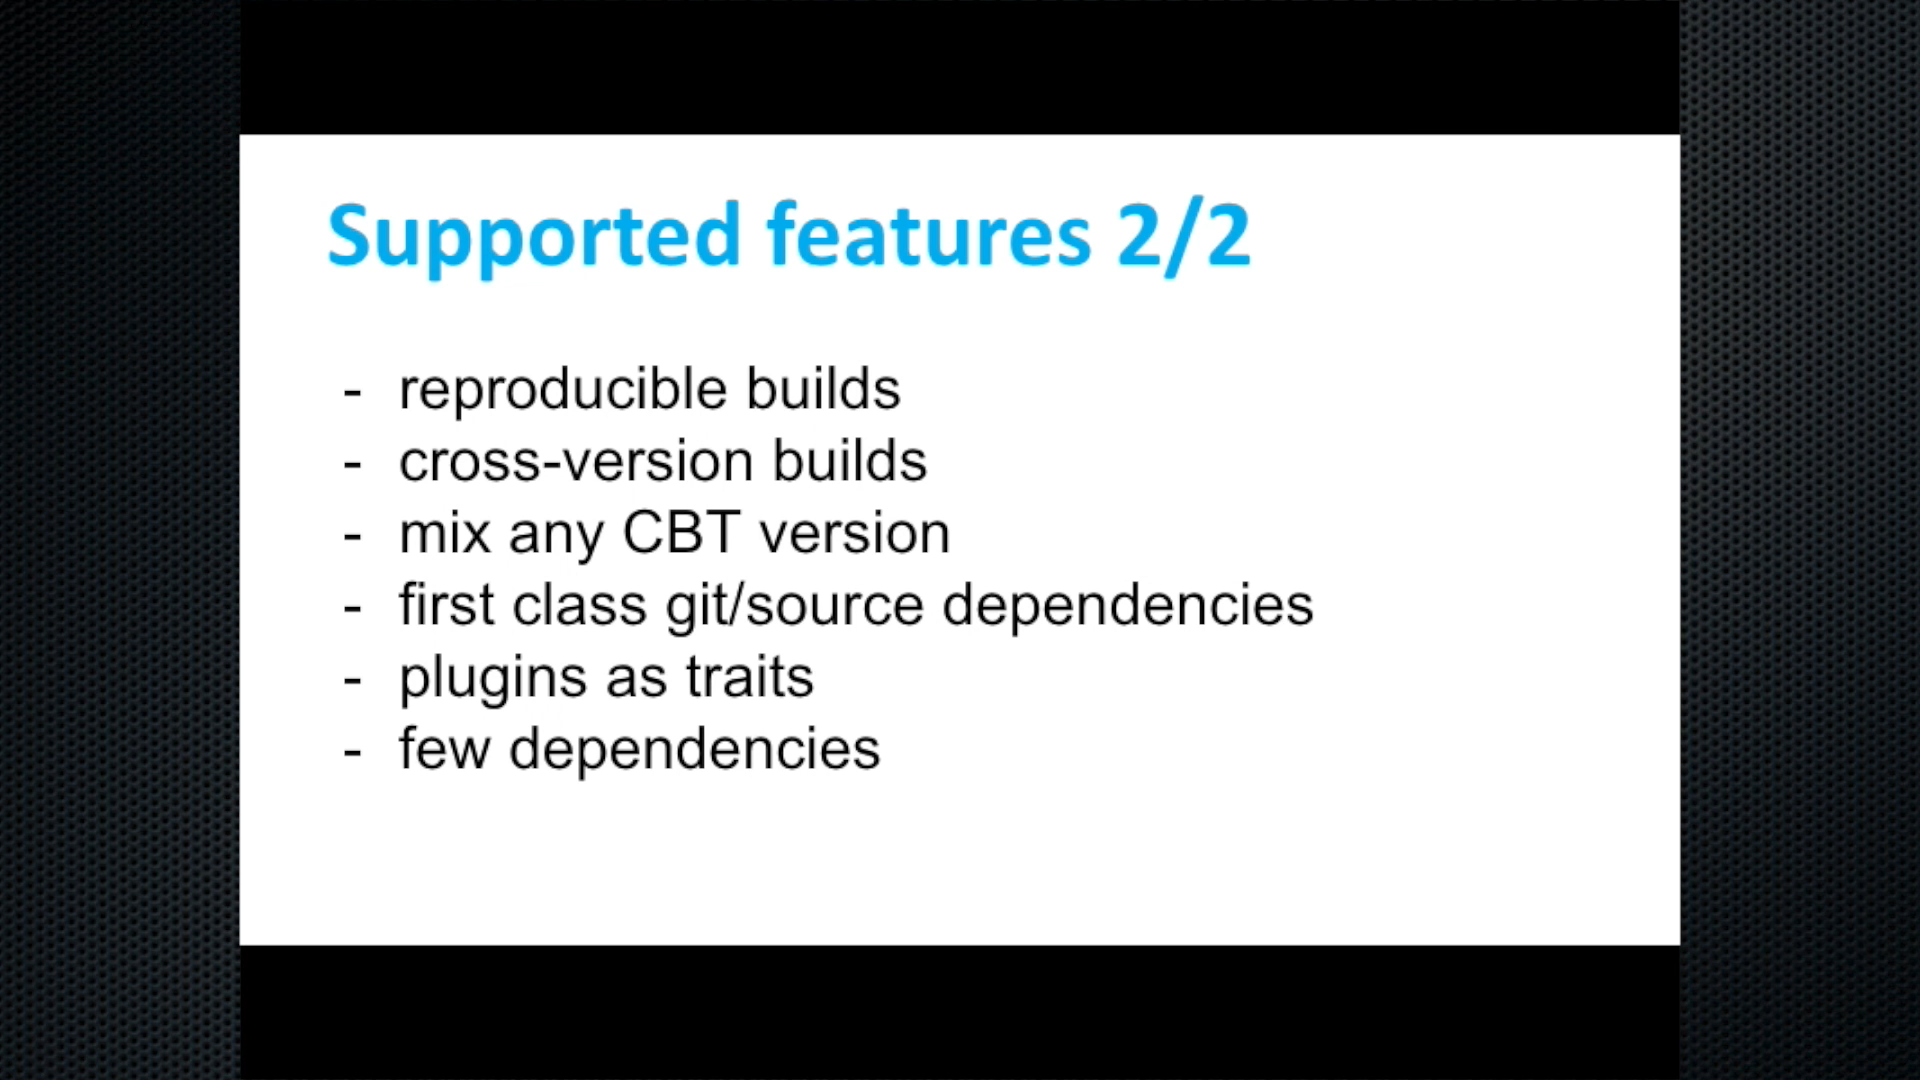 Supported features 2/2
- reproducible builds
- cross-version builds
- mix any CBT version
- first class git/source dependencies
- plugins as traits
- few dependencies